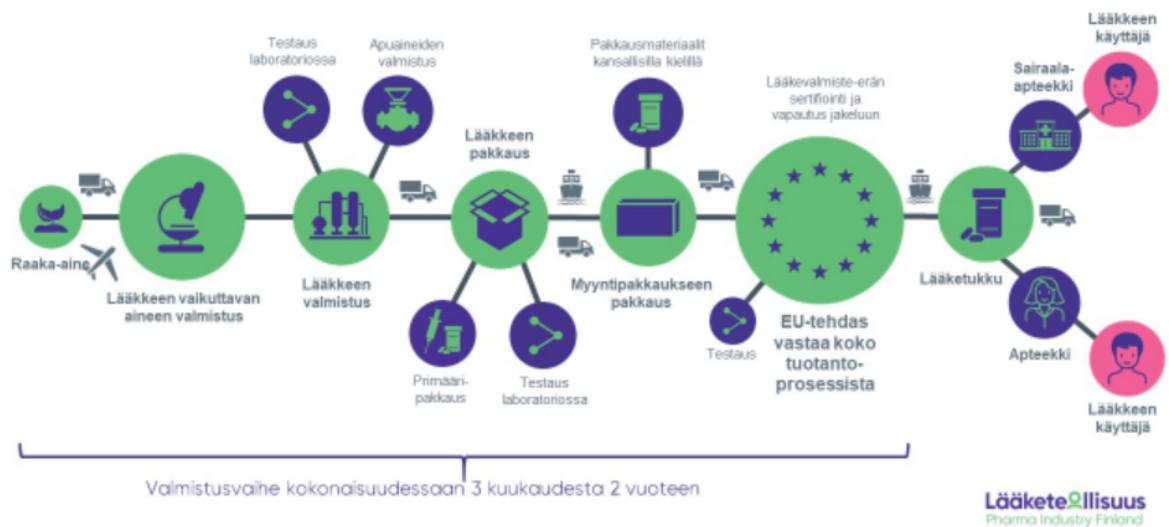 Raaka-aine
Lääkkeen vaikuttavan
aineen valmistus
Testaus
laboratoriossa
Apuaineiden
valmistus
Lääkkeen
valmistus
Lääkkeen
pakkaus
Primääri-
pakkaus
Testaus
laboratoriossa
Pakkausmateriaalit
kansallisilla kielillä
Myyntipakkaukseen
pakkaus
Lääkevalmiste-erän
sertifiointi ja
vapautus jakeluun
Testaus
EU-tehdas
vastaa koko
tuotanto-
prosessista
Lääketukku
Sairaala-
apteekki
Lääkkeen
käyttäjä
Apteekki
Lääkkeen
käyttäjä
Valmistusvaihe kokonaisuudessaan 3 kuukaudesta 2 vuoteen
Lääketeollisuus
Pharma Industry Finland